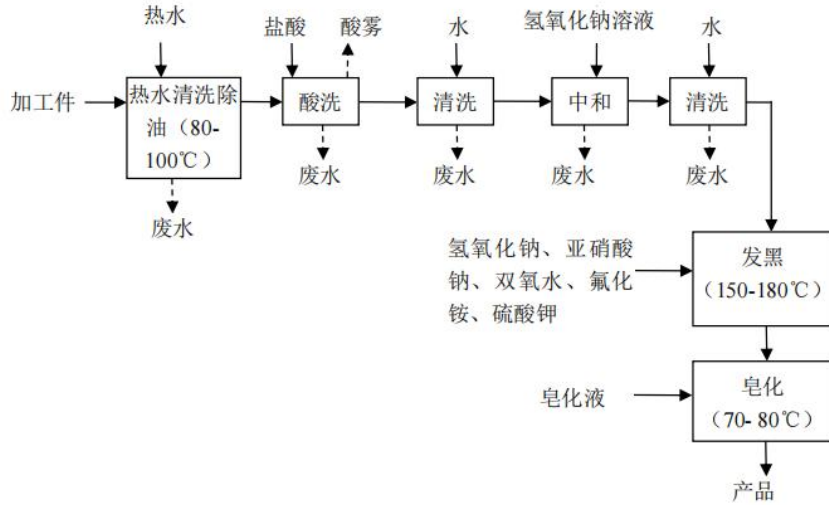 热水
盐酸
酸雾
水
氢氧化钠溶液
水
加工件
热水清洗除
油（80-
100℃）
酸洗
清洗
中和
清洗
废水
废水
废水
废水
废水
氢氧化钠、亚硝酸
钠、双氧水、氟化
铵、硫酸钾
发黑
（150-180℃）
皂化液
皂化
（70- 80℃）
产品